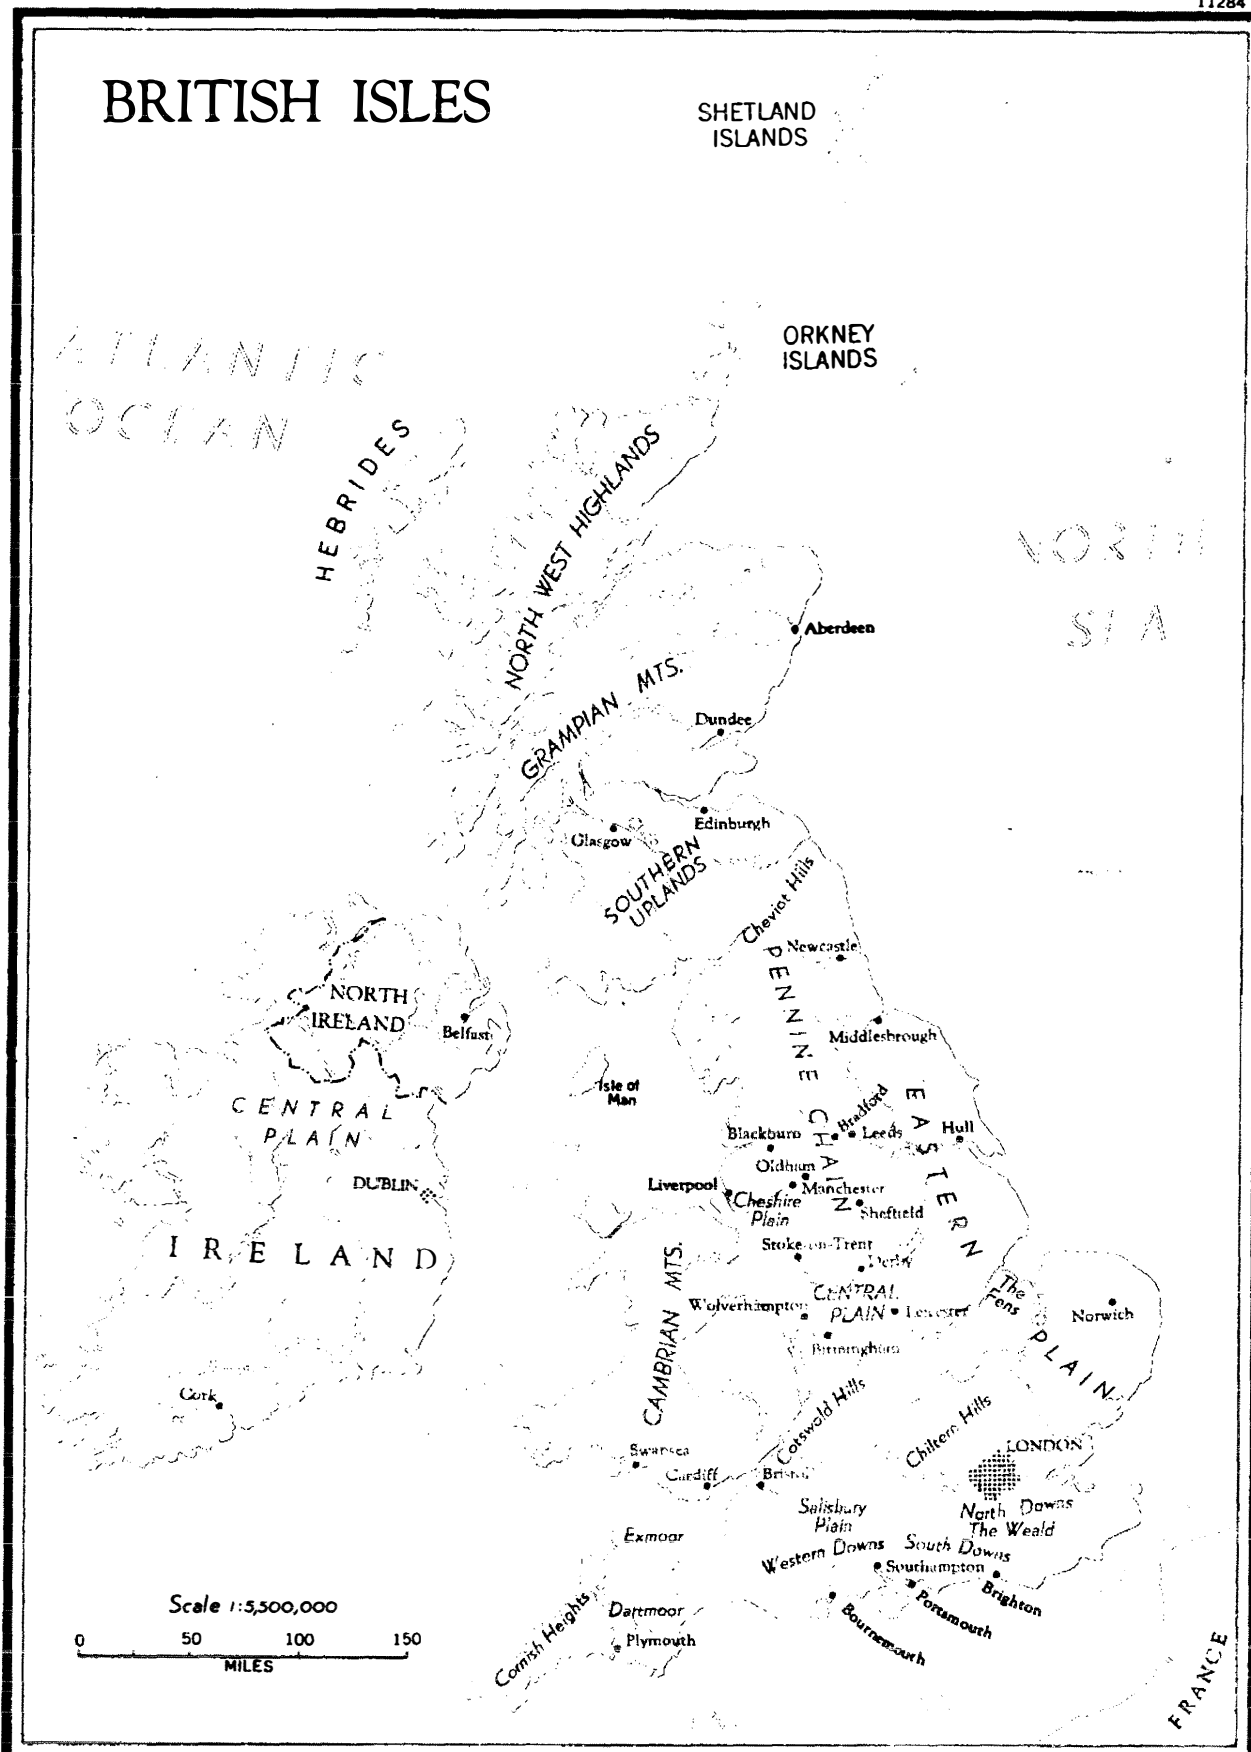 11284
BRITISH ISLES
SHETLAND
ISLANDS
ORKNEY
ISLANDS
ATLANTIC
OCEAN
HEBRIDES
NORTH WEST HIGHLANDS
NORTH
SEA
Aberdeen
GRAMPIAN MTS.
Dundee
Edinburgh
Glasgow
SOUTHERN
UPLANDS
Cheviot Hills
Newcastle
PENNINE CHAIN
NORTH
IRELAND
Belfast
Middlesbrough
Isle of
Man
CENTRAL
PLAIN
EASTERN PLAIN
Bradford
Blackburn
Leeds
Hull
Oldham
DUBLIN
Liverpool
Manchester
Cheshire
Plain
Sheffield
IRELAND
Stoke-on-Trent
Derby
CAMBRIAN MTS.
The
Fens
Wolverhampton
CENTRAL
PLAIN
Leicester
Norwich
Birmingham
Cork
Cotswold Hills
Chiltern Hills
LONDON
Swansea
Cardiff
Bristol
Salisbury
Plain
North Downs
The Weald
Exmoor
Western Downs
South Downs
Southampton
Brighton
Portsmouth
Bournemouth
Scale 1:5,500,000
0 50 100 150
MILES
Cornish Heights
Dartmoor
Plymouth
FRANCE